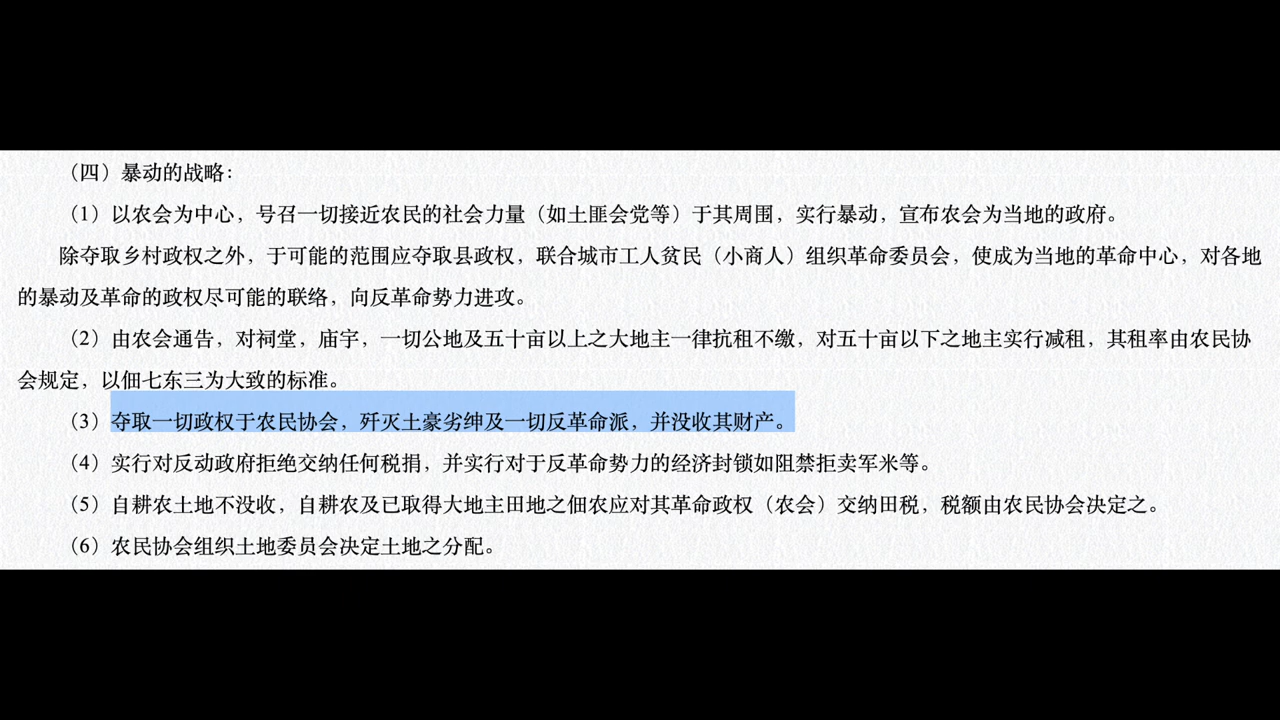 （四）暴动的战略：
（1）以农会为中心，号召一切接近农民的社会力量（如土匪会党等）于其周围，实行暴动，宣布农会为当地的政府。
除夺取乡村政权之外，于可能的范围应夺取县政权，联合城市工人贫民（小商人）组织革命委员会，使成为当地的革命中心，对各地
的暴动及革命的政权尽可能的联络，向反革命势力进攻。
（2）由农会通告，对祠堂，庙宇，一切公地及五十亩以上之大地主一律抗租不缴，对五十亩以下之地主实行减租，其租率由农民协
会规定，以佃七东三为大致的标准。
（3）夺取一切政权于农民协会，歼灭土豪劣绅及一切反革命派，并没收其财产。
（4）实行对反动政府拒绝交纳任何税捐，并实行对于反革命势力的经济封锁如阻禁拒卖军米等。
（5）自耕农土地不没收，自耕农及已取得大地主田地之佃农应对其革命政权（农会）交纳田税，税额由农民协会决定之。
（6）农民协会组织土地委员会决定土地之分配。